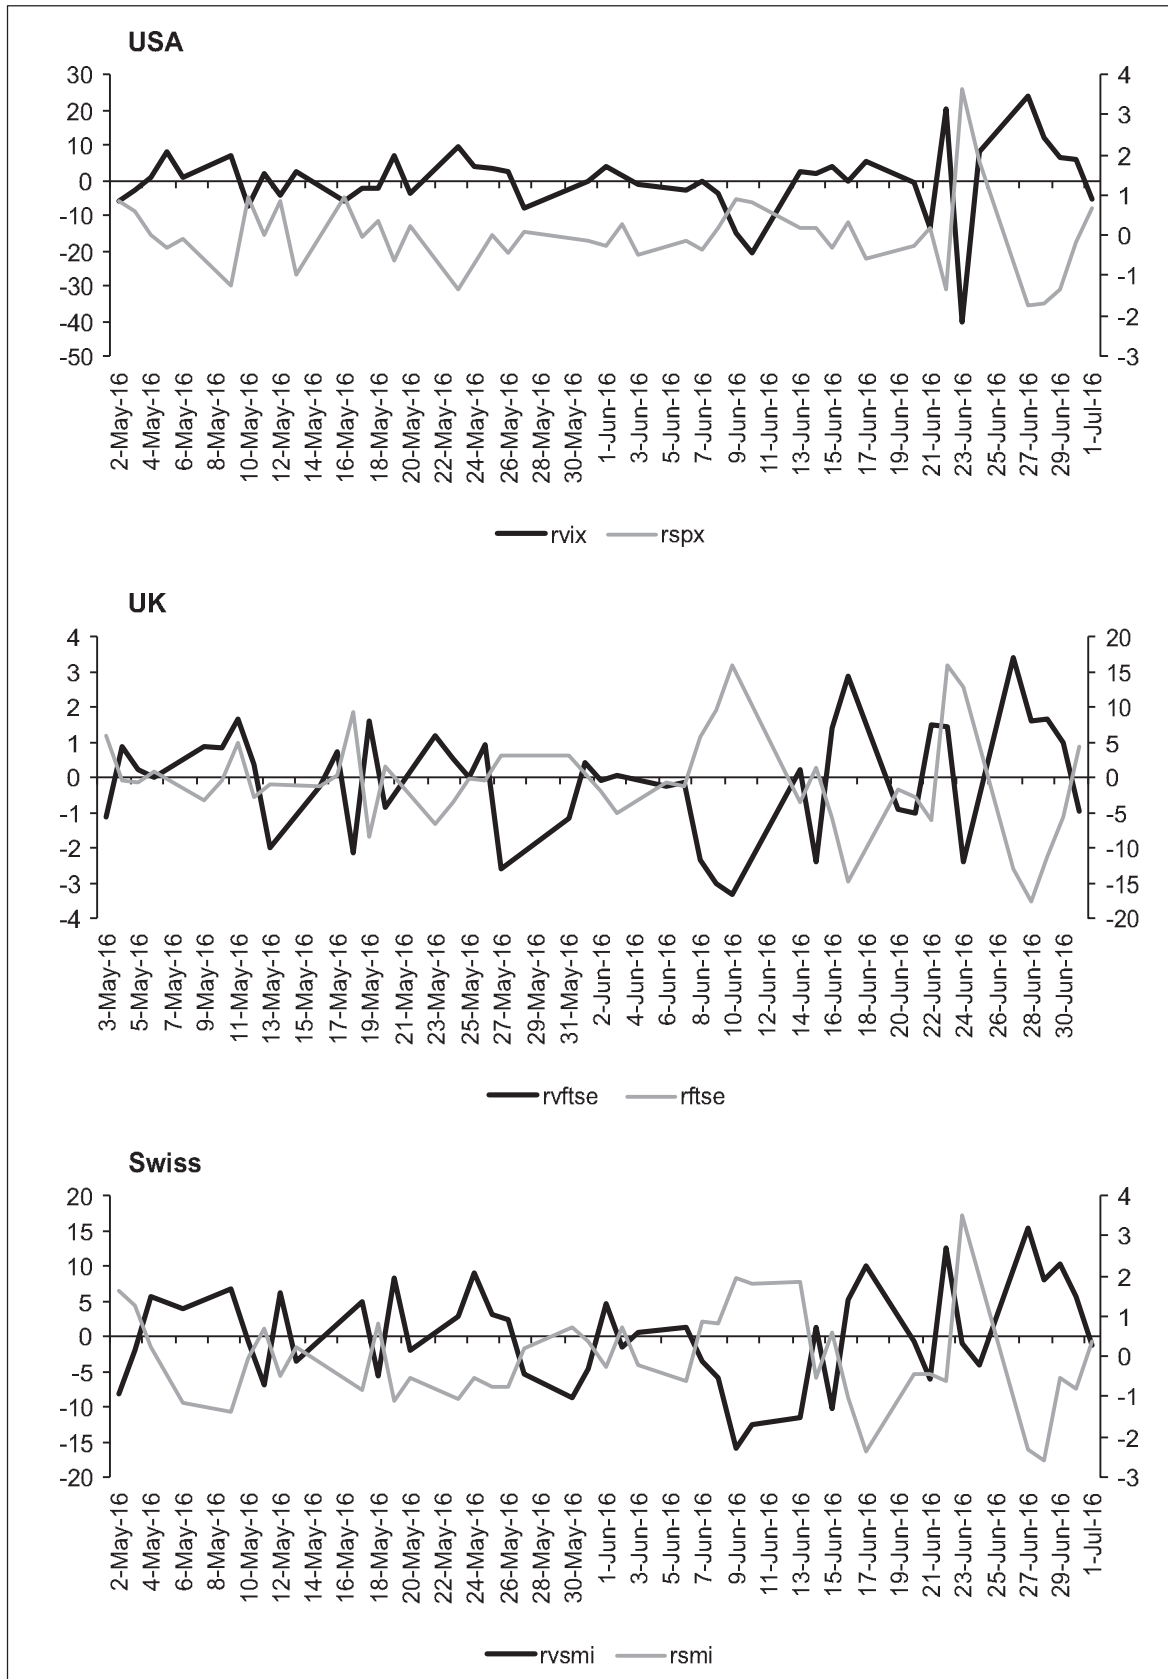 USA
30
20
10
0
-10
-20
-30
-40
-50
4
3
2
1
0
-1
-2
-3
2-May-16
4-May-16
6-May-16
8-May-16
10-May-16
12-May-16
14-May-16
16-May-16
18-May-16
20-May-16
22-May-16
24-May-16
26-May-16
28-May-16
30-May-16
1-Jun-16
3-Jun-16
5-Jun-16
7-Jun-16
9-Jun-16
11-Jun-16
13-Jun-16
15-Jun-16
17-Jun-16
19-Jun-16
21-Jun-16
23-Jun-16
25-Jun-16
27-Jun-16
29-Jun-16
1-Jul-16
rvix rspx
UK
4
3
2
1
0
-1
-2
-3
-4
20
15
10
5
0
-5
-10
-15
-20
3-May-16
5-May-16
7-May-16
9-May-16
11-May-16
13-May-16
15-May-16
17-May-16
19-May-16
21-May-16
23-May-16
25-May-16
27-May-16
29-May-16
31-May-16
2-Jun-16
4-Jun-16
6-Jun-16
8-Jun-16
10-Jun-16
12-Jun-16
14-Jun-16
16-Jun-16
18-Jun-16
20-Jun-16
22-Jun-16
24-Jun-16
26-Jun-16
28-Jun-16
30-Jun-16
rvftse rftse
Swiss
20
15
10
5
0
-5
-10
-15
-20
4
3
2
1
0
-1
-2
-3
2-May-16
4-May-16
6-May-16
8-May-16
10-May-16
12-May-16
14-May-16
16-May-16
18-May-16
20-May-16
22-May-16
24-May-16
26-May-16
28-May-16
30-May-16
1-Jun-16
3-Jun-16
5-Jun-16
7-Jun-16
9-Jun-16
11-Jun-16
13-Jun-16
15-Jun-16
17-Jun-16
19-Jun-16
21-Jun-16
23-Jun-16
25-Jun-16
27-Jun-16
29-Jun-16
1-Jul-16
rvsmi rsmi